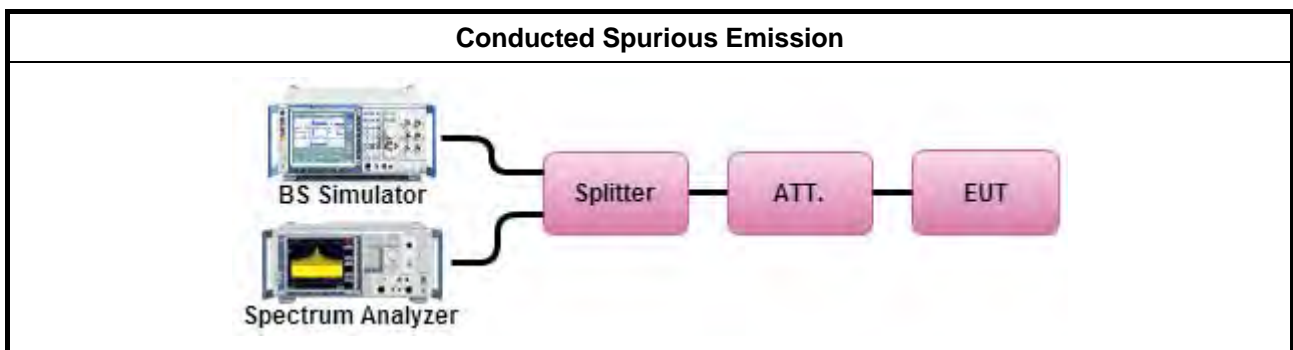 Conducted Spurious Emission
BS Simulator
Splitter
ATT.
EUT
Spectrum Analyzer